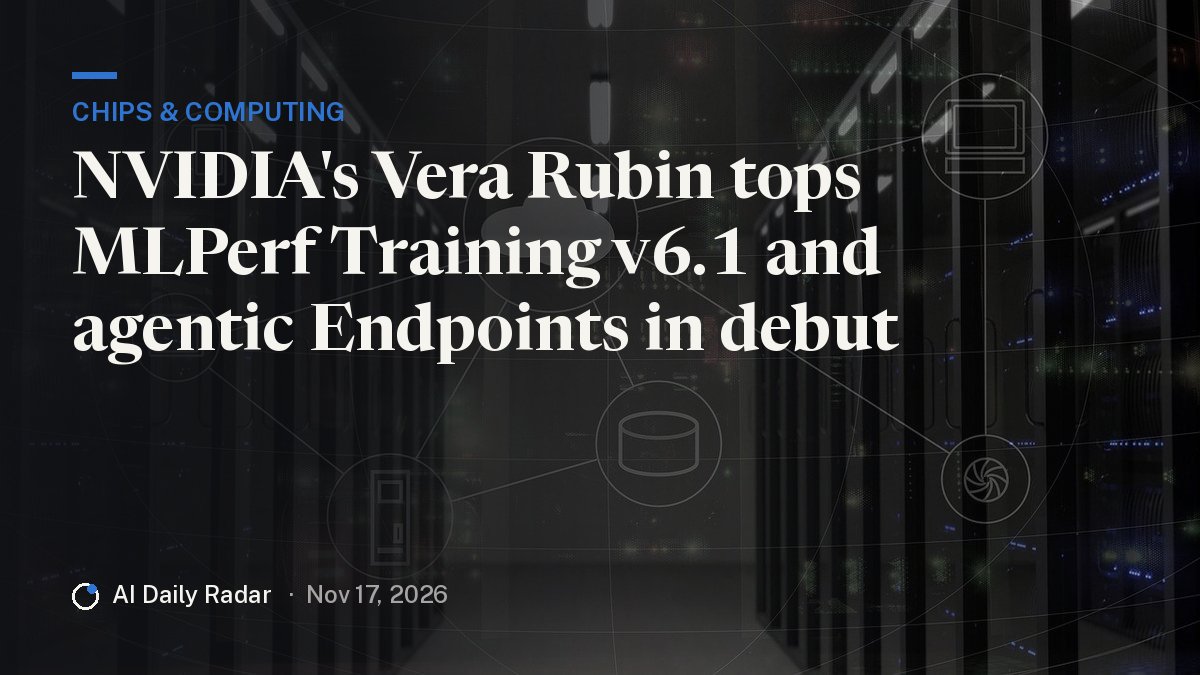 CHIPS & COMPUTING
NVIDIA's Vera Rubin tops
MLPerf Training v6.1 and
agentic Endpoints in debut
AI Daily Radar · Nov 17, 2026